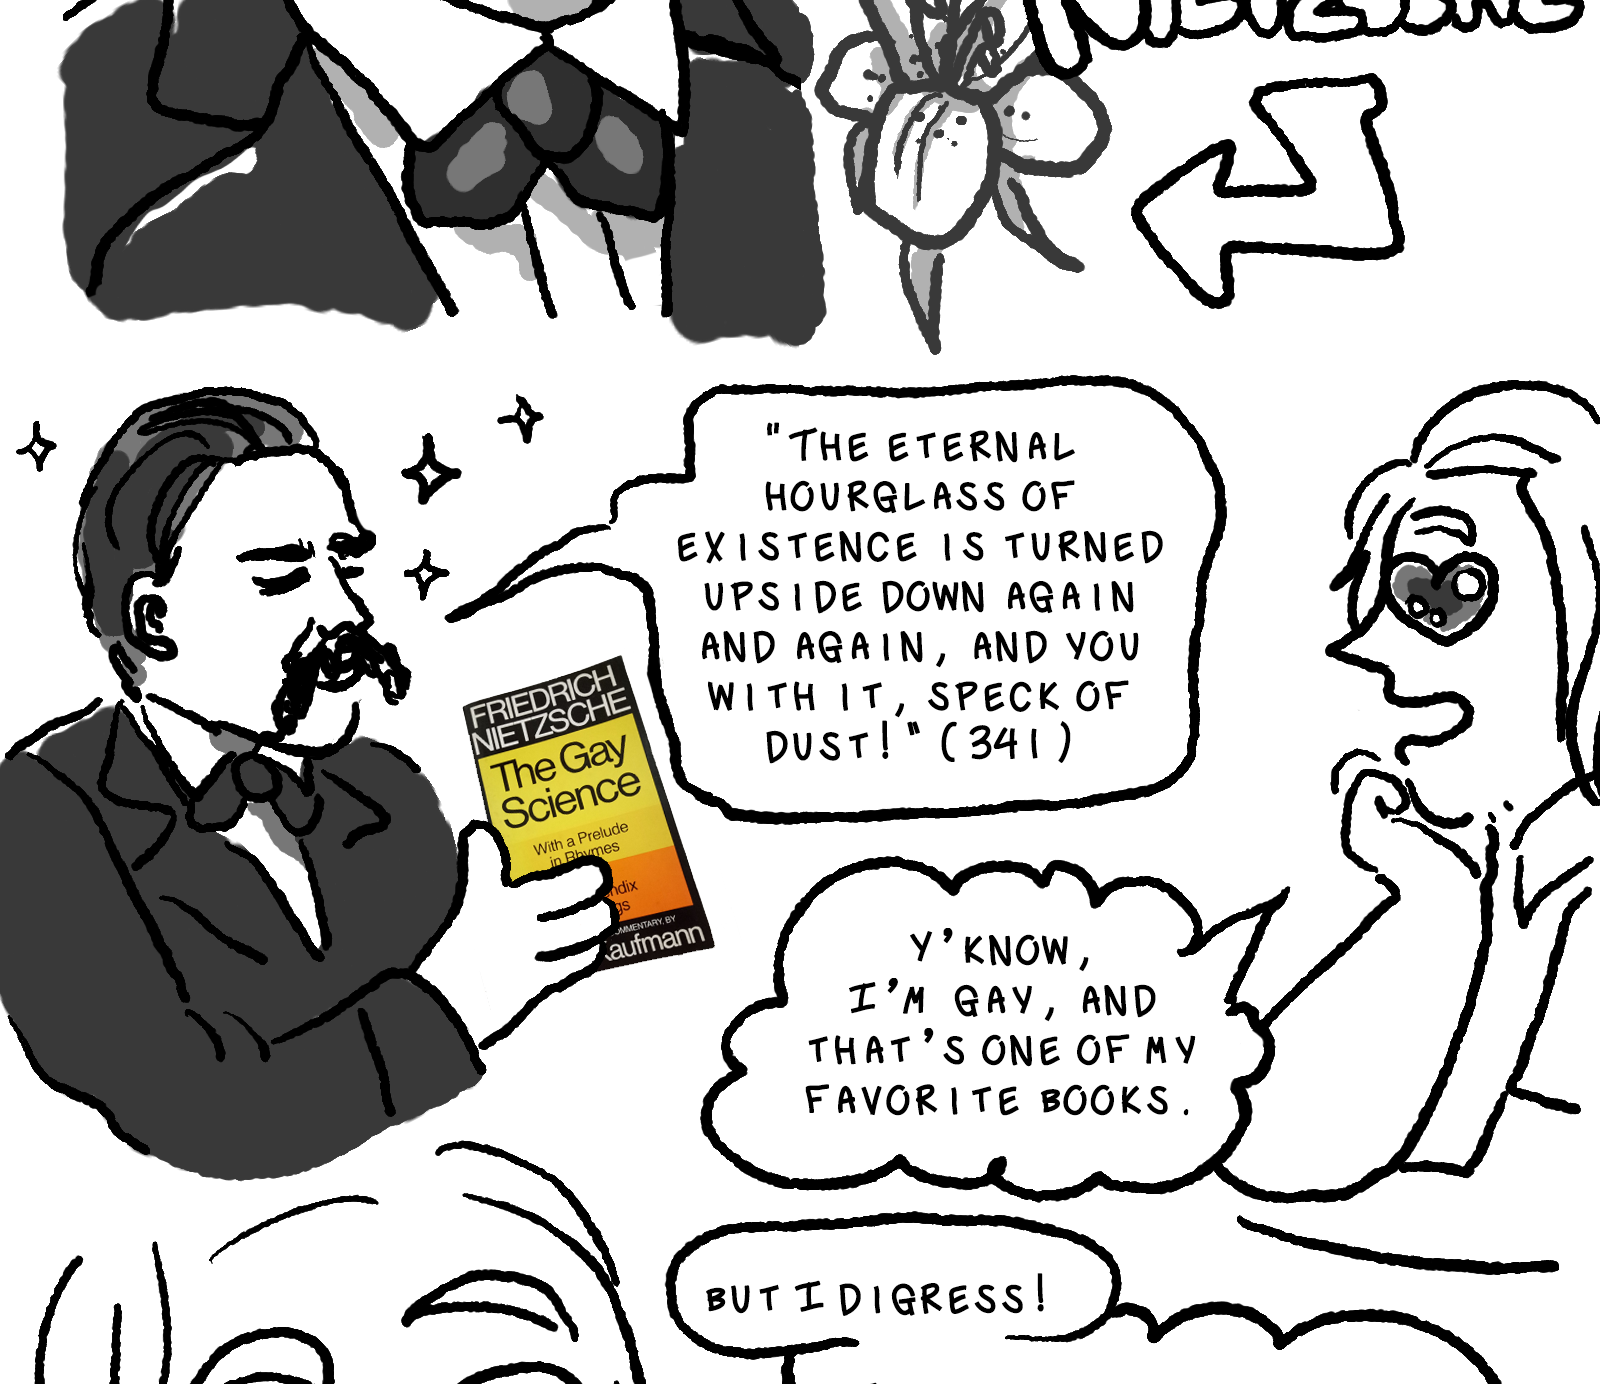 NIETZSCHE
"THE ETERNAL
HOURGLASS OF
EXISTENCE IS TURNED
UPSIDE DOWN AGAIN
AND AGAIN, AND YOU
WITH IT, SPECK OF
DUST!" (341)
FRIEDRICH
NIETZSCHE
The Gay
Science
With a Prelude
in Rhymes
Y'KNOW,
I'M GAY, AND
THAT'S ONE OF MY
FAVORITE BOOKS.
BUT I DIGRESS!